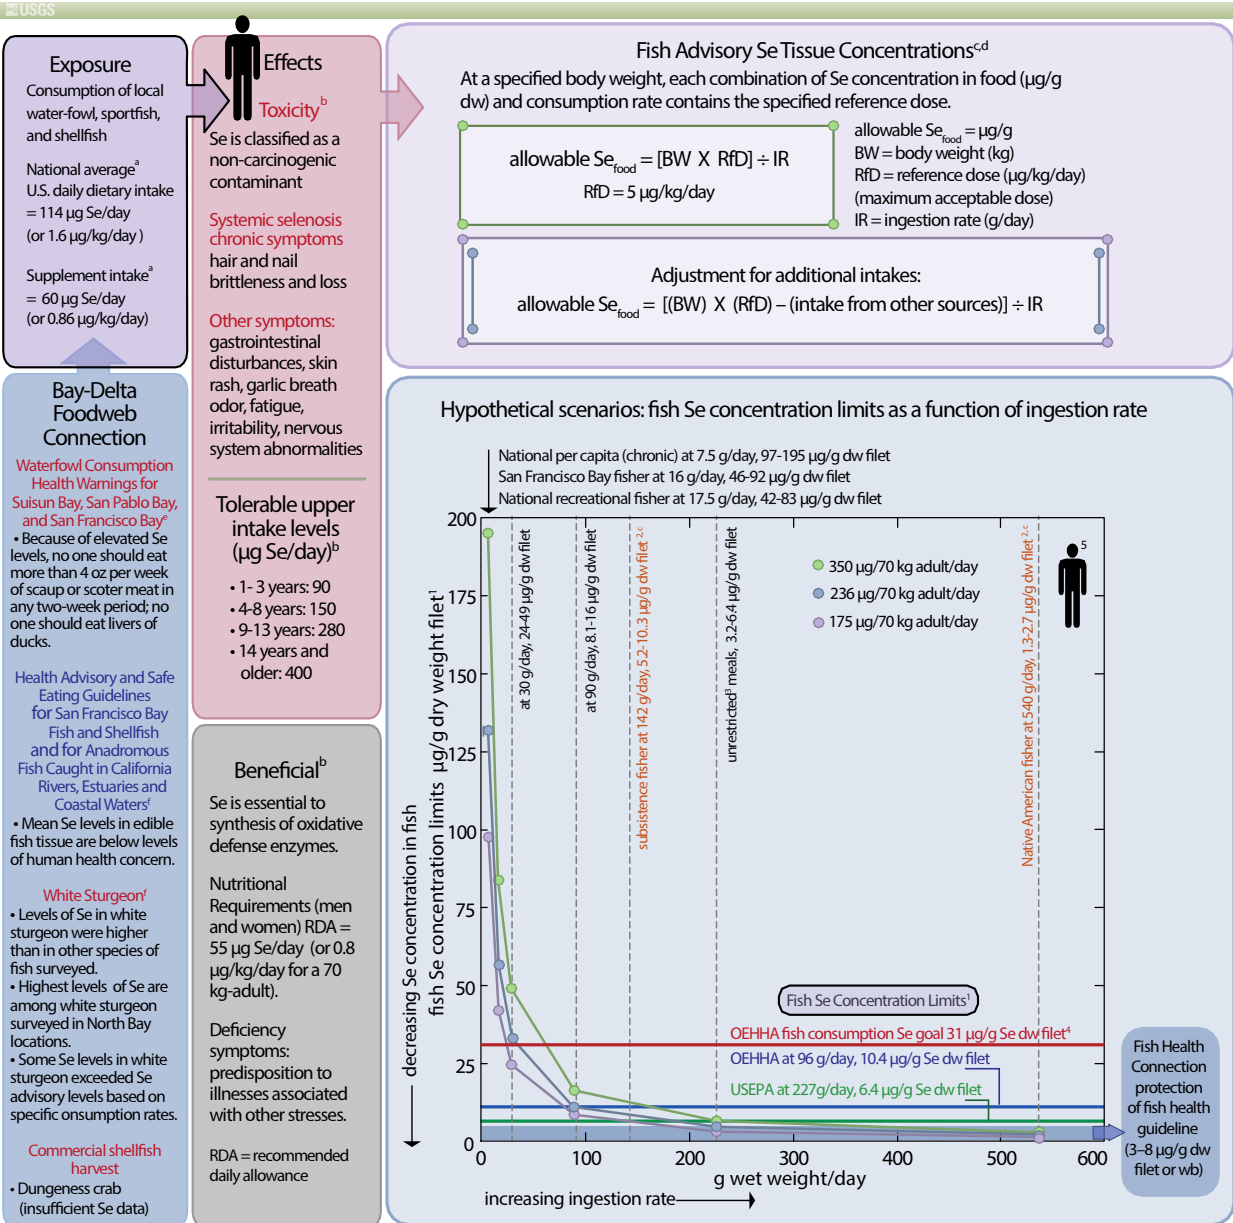 USGS
Exposure
Consumption of local
water-fowl, sportfish,
and shellfish
National averageᵃ
U.S. daily dietary intake
= 114 µg Se/day
(or 1.6 µg/kg/day )
Supplement intakeᵃ
= 60 µg Se/day
(or 0.86 µg/kg/day)
Bay-Delta
Foodweb
Connection
Waterfowl Consumption
Health Warnings for
Suisun Bay, San Pablo Bay,
and San Francisco Bayᵉ
• Because of elevated Se
levels, no one should eat
more than 4 oz per week
of scaup or scoter meat in
any two-week period; no
one should eat livers of
ducks.
Health Advisory and Safe
Eating Guidelines
for San Francisco Bay
Fish and Shellfish
and for Anadromous
Fish Caught in California
Rivers, Estuaries and
Coastal Watersᶠ
• Mean Se levels in edible
fish tissue are below levels
of human health concern.
White Sturgeonᶠ
• Levels of Se in white
sturgeon were higher
than in other species of
fish surveyed.
• Highest levels of Se are
among white sturgeon
surveyed in North Bay
locations.
• Some Se levels in white
sturgeon exceeded Se
advisory levels based on
specific onsumption rates.
Commercial shellfish
harvest
• Dungeness crab
(insufficient Se data)
Effects
Toxicityᵇ
Se is classified as a
non-carcinogenic
contaminant
Systemic selenosis
chronic symptoms
hair and nail
brittleness and loss
Other symptoms:
gastrointestinal
disturbances, skin
rash, garlic breath
odor, fatigue,
irritability, nervous
system abnormalities
Tolerable upper
intake levels
(µg Se/day)ᵇ
• 1- 3 years: 90
• 4-8 years: 150
• 9-13 years: 280
• 14 years and
older: 400
Beneficialᵇ
Se is essential to
synthesis of oxidative
defense enzymes.
Nutritional
Requirements (men
and women) RDA =
55 µg Se/day (or 0.8
µg/kg/day for a 70
kg-adult).
Deficiency
symptoms:
predisposition to
illnesses associated
with other stresses.
RDA = recommended
daily allowance
Fish Advisory Se Tissue Concentrationsᶜ,ᵈ
At a specified body weight, each combination of Se concentration in food (µg/g
dw) and consumption rate contains the specified reference dose.
allowable Se food = [BW X RfD] ÷ IR
RfD = 5 µg/kg/day
allowable Se food = µg/g
BW = body weight (kg)
RfD = reference dose (µg/kg/day)
(maximum acceptable dose)
IR = ingestion rate (g/day)
Adjustment for additional intakes:
allowable Se food = [(BW) X (RfD) – (intake from other sources)] ÷ IR
Hypothetical scenarios: fish Se concentration limits as a function of ingestion rate
National per capita (chronic) at 7.5 g/day, 97-195 µg/g dw filet
San Francisco Bay fisher at 16 g/day, 46-92 µg/g dw filet
National recreational fisher at 17.5 g/day, 42-83 µg/g dw filet
decreasing Se concentration in fish
fish Se concentration limits µg/g dry weight filet¹
200
175
150
125
100
75
50
25
0
at 30 g/day, 24-49 µg/g dw filet
at 90 g/day, 8.1-16 µg/g dw filet
subsistence fisher at 142 g/day, 5.2-10..3 µg/g dw filet ²,ᶜ
unrestricted³ meals, 3.2-6.4 µg/g dw filet
Native American fisher at 540 g/day, 1.3-2.7 µg/g dw filet ²,ᶜ
350 µg/70 kg adult/day
236 µg/70 kg adult/day
175 µg/70 kg adult/day
5
Fish Se Concentration Limits¹
OEHHA fish consumption Se goal 31 µg/g Se dw filet⁴
OEHHA at 96 g/day, 10.4 µg/g Se dw filet
USEPA at 227g/day, 6.4 µg/g Se dw filet
0 100 200 300 400 500 600
g wet weight/day
increasing ingestion rate
Fish Health
Connection
protection
of fish health
guideline
(3–8 µg/g dw
filet or wb)